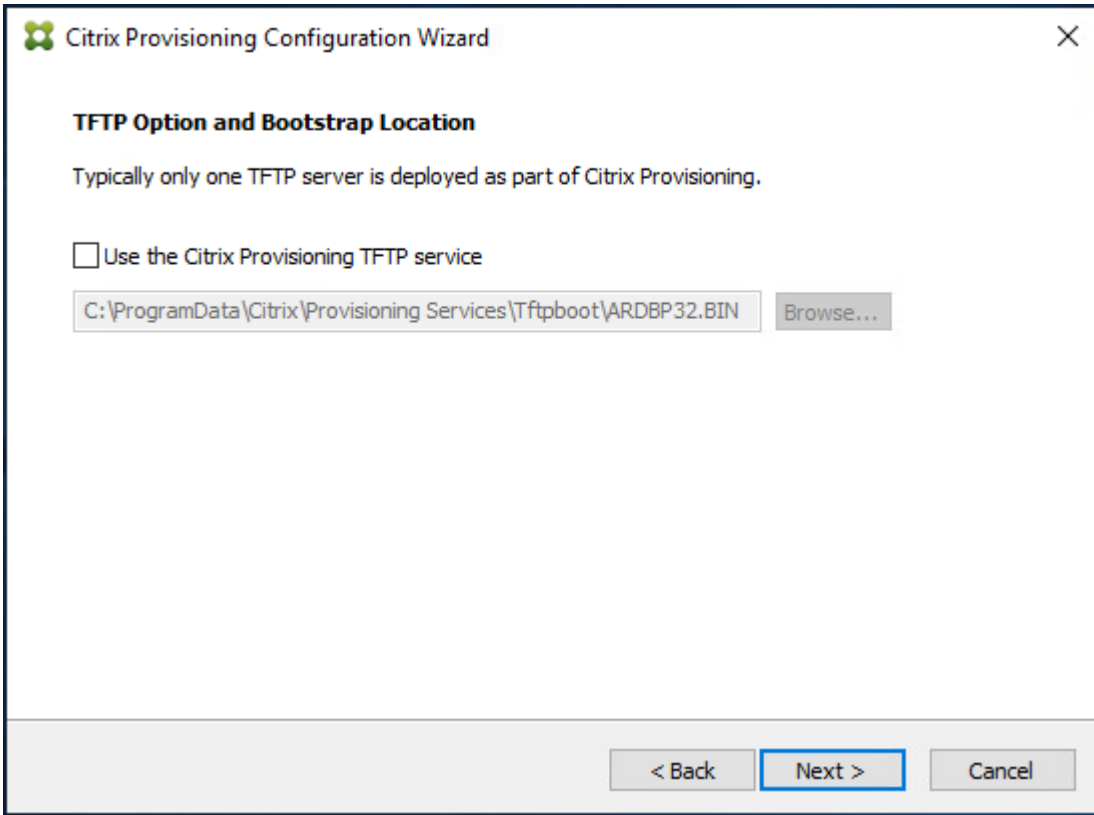 Citrix Provisioning Configuration Wizard
TFTP Option and Bootstrap Location
Typically only one TFTP server is deployed as part of Citrix Provisioning.
Use the Citrix Provisioning TFTP service
C:\ProgramData\Citrix\Provisioning Services\Tftpboot\ARDBP32.BIN
Browse...
< Back
Next >
Cancel